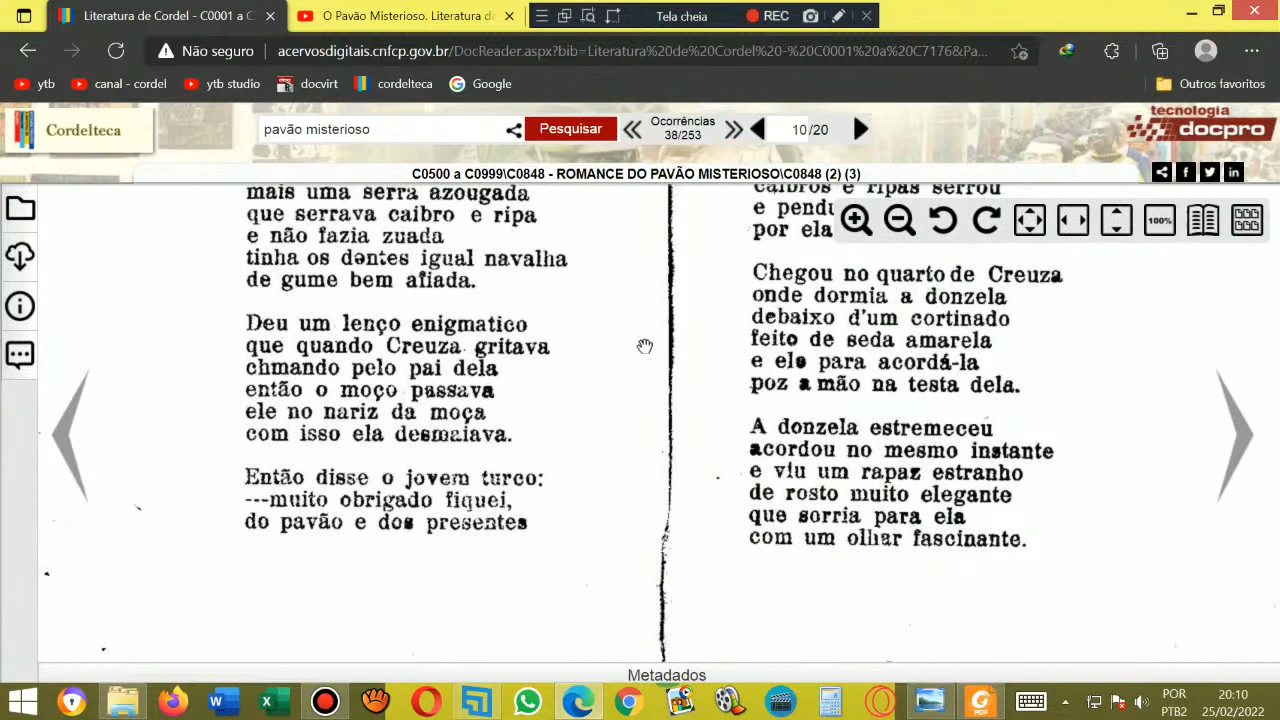 Literatura de Cordel - C0001 a C
O Pavão Misterioso. Literatura de
Tela cheia
REC
Não seguro
acervosdigitais.cnfcp.gov.br/DocReader.aspx?bib=Literatura%20de%20Cordel%20-%20C0001%20a%20C7176&Pa...
ytb
canal - cordel
ytb studio
docvirt
cordelteca
Google
Outros favoritos
Cordelteca
pavão misterioso
Pesquisar
Ocorrências
38/253
10/20
tecnologia
docpro
C0500 a C0999\C0848 - ROMANCE DO PAVÃO MISTERIOSO\C0848 (2) (3)
100%
mais uma serra azougada
que serrava caibro e ripa
e não fazia zuada
tinha os dentes igual navalha
de gume bem afiada.
Deu um lenço enigmatico
que quando Creuza gritava
chmando pelo pai dela
então o moço passava
ele no nariz da moça
com isso ela desmaiava.
Então disse o jovem turco:
---muito obrigado fiquei,
do pavão e dos presentes
caibros e ripas serrou
e pendu
por ela
Chegou no quarto de Creuza
onde dormia a donzela
debaixo d'um cortinado
feito de seda amarela
e ele para acordá-la
poz a mão na testa dela.
A donzela estremeceu
acordou no mesmo instante
e viu um rapaz estranho
de rosto muito elegante
que sorria para ela
com um olhar fascinante.
Metadados
POR
PTB2
20:10
25/02/2022